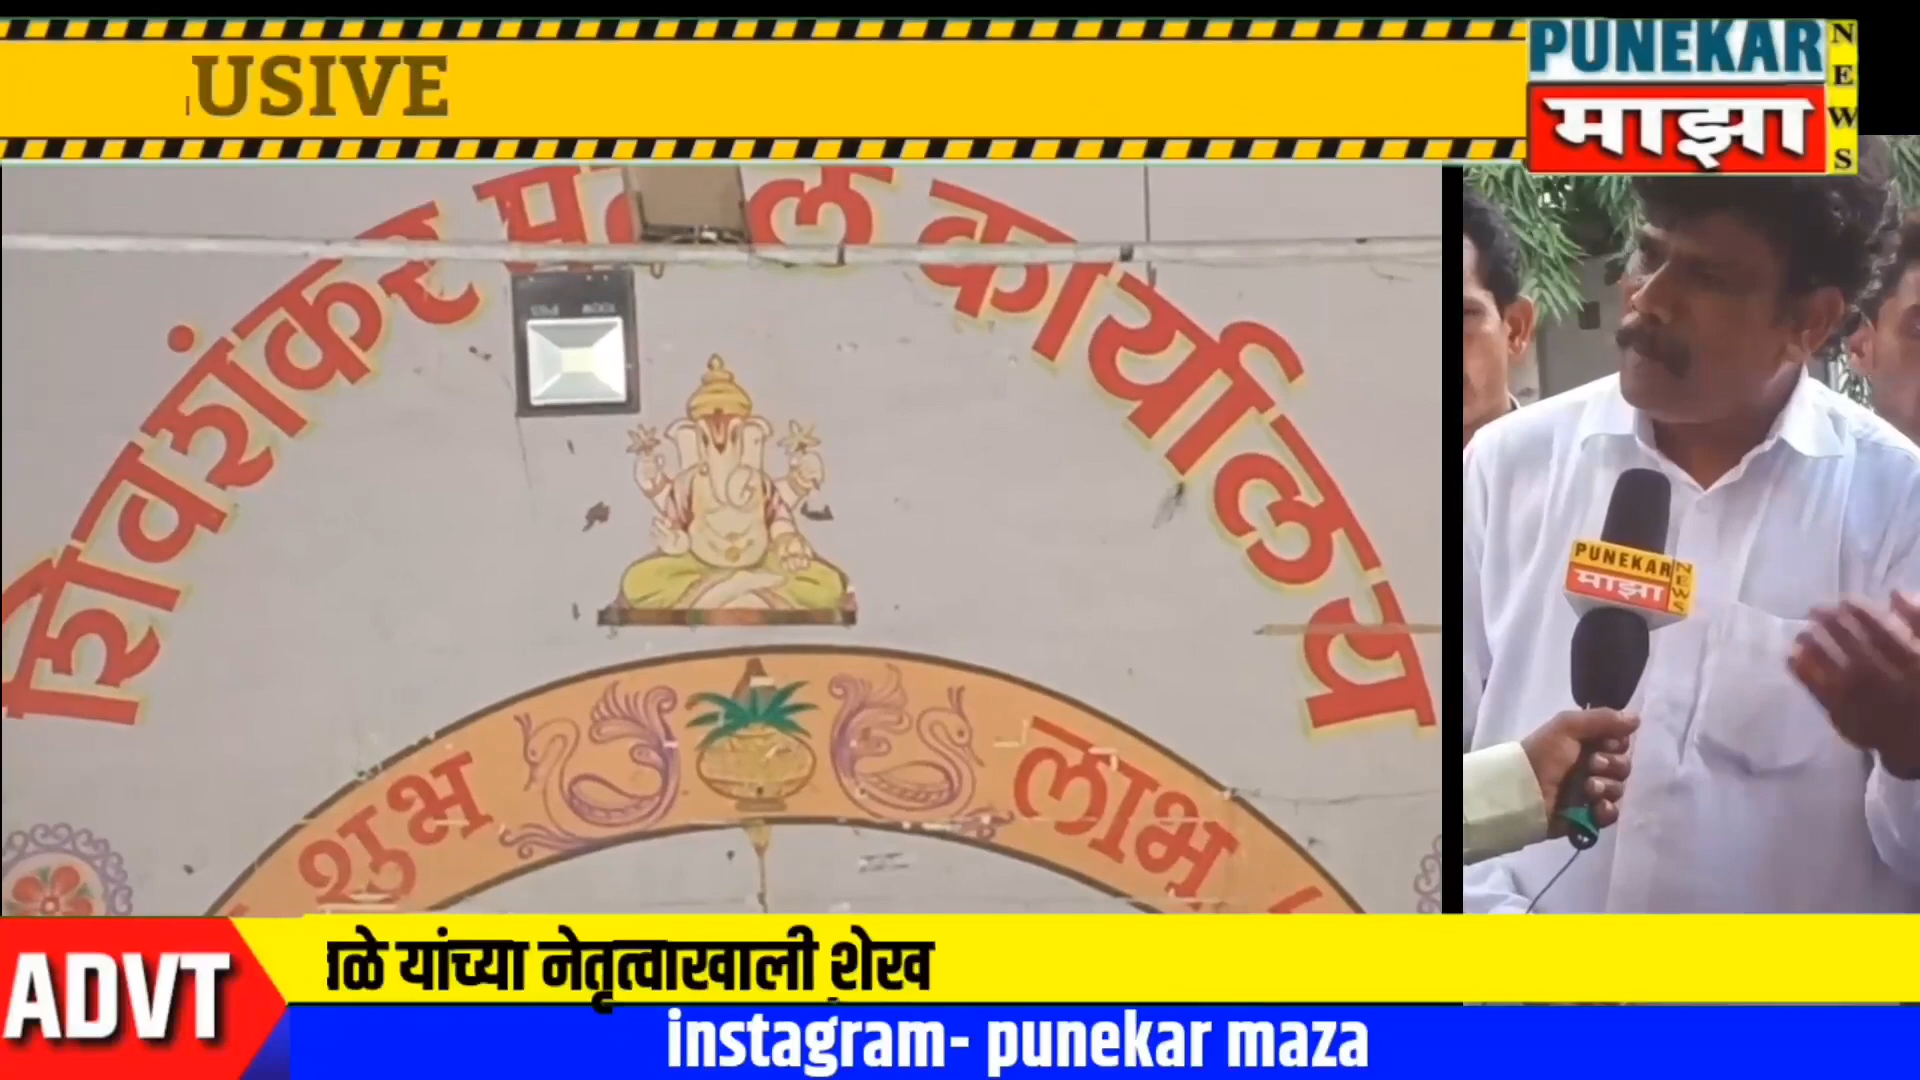 USIVE
PUNEKAR
माझा
NEWS
शिवशंकर कार्यालय
शुभ लाभ
PUNEKAR
माझा
NEWS
ADVT
ळे यांच्या नेतृत्वाखाली शेख
instagram- punekar maza